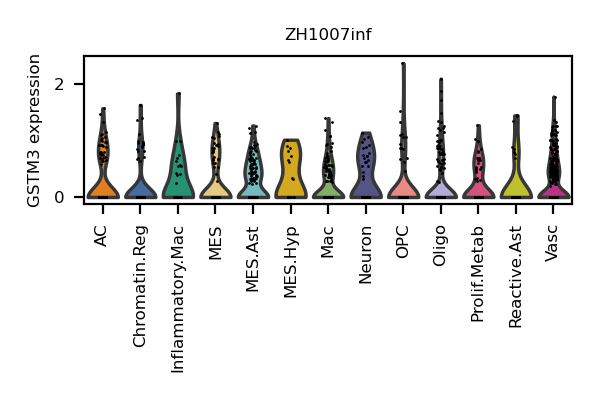 ZH1007inf
GSTM3 expression
2
0
AC
Chromatin.Reg
Inflammatory.Mac
MES
MES.Ast
MES.Hyp
Mac
Neuron
OPC
Oligo
Prolif.Metab
Reactive.Ast
Vasc